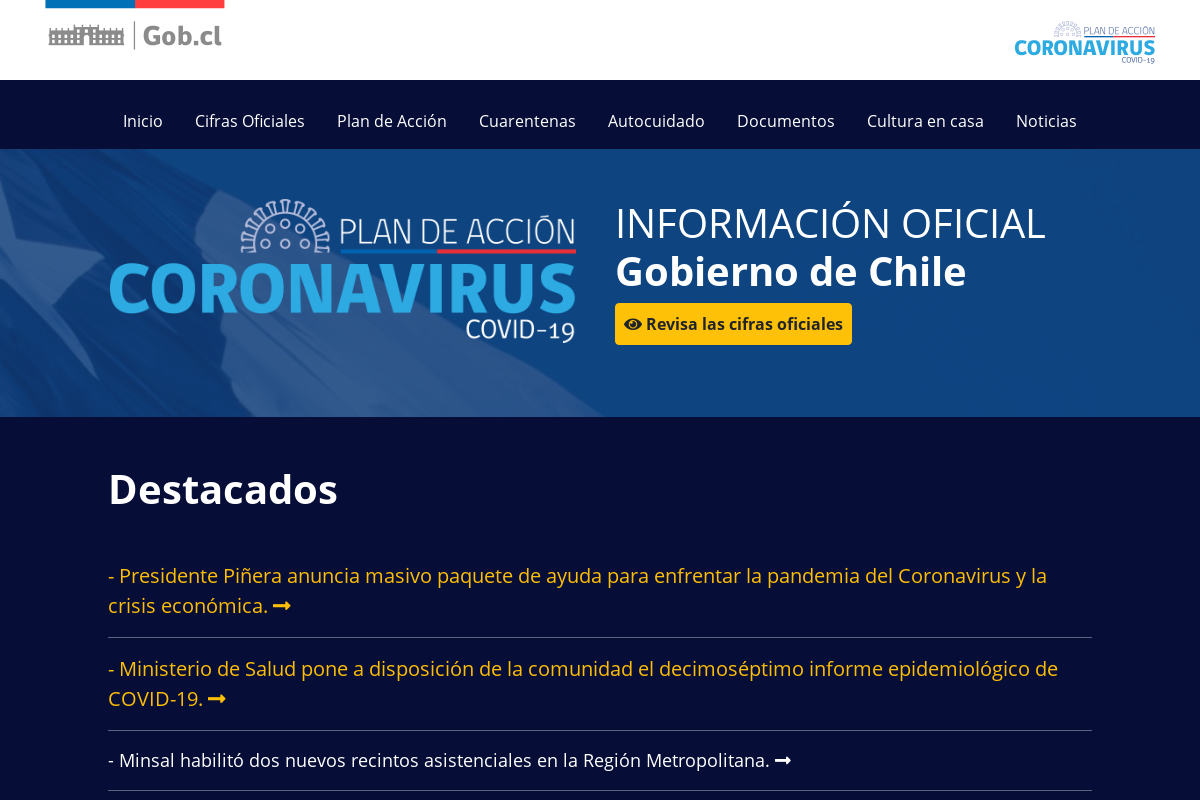 Gob.cl
PLAN DE ACCIÓN
CORONAVIRUS
COVID-19
Inicio
Cifras Oficiales
Plan de Acción
Cuarentenas
Autocuidado
Documentos
Cultura en casa
Noticias
PLAN DE ACCIÓN
CORONAVIRUS
COVID-19
INFORMACIÓN OFICIAL
Gobierno de Chile
Revisa las cifras oficiales
Destacados
- Presidente Piñera anuncia masivo paquete de ayuda para enfrentar la pandemia del Coronavirus y la
crisis económica.
- Ministerio de Salud pone a disposición de la comunidad el decimoséptimo informe epidemiológico de
COVID-19.
- Minsal habilitó dos nuevos recintos asistenciales en la Región Metropolitana.